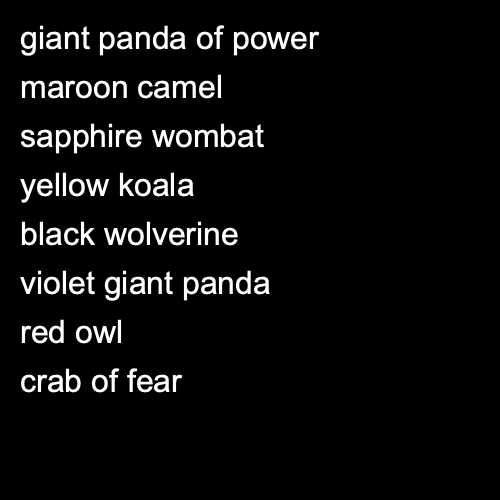 giant panda of power
maroon camel
sapphire wombat
yellow koala
black wolverine
violet giant panda
red owl
crab of fear